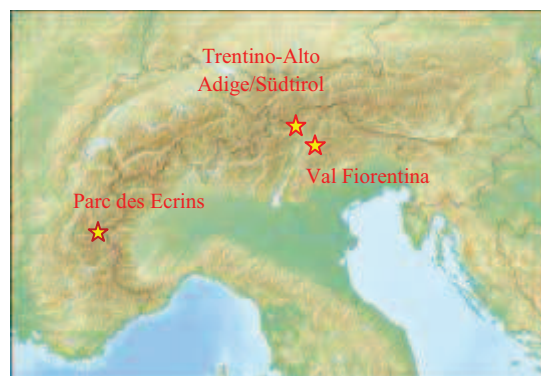 Trentino-Alto
Adige/Südtirol
Val Fiorentina
Parc des Ecrins